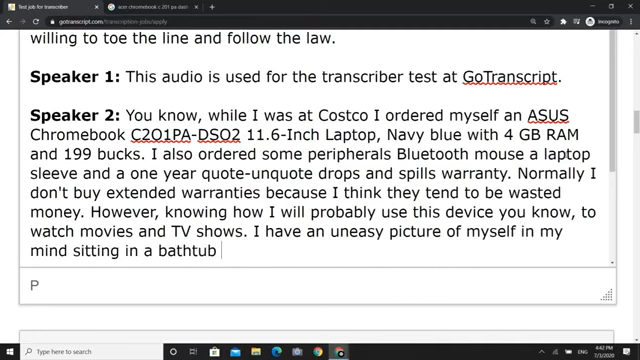 Test job for transcriber
acer chromebook c 201 pa dash
gotranscript.com/transcription-jobs/apply
Incognito
willing to toe the line and follow the law.
Speaker 1: This audio is used for the transcriber test at GoTranscript.
Speaker 2: You know, while I was at Costco I ordered myself an ASUS
Chromebook C2O1PA-DSO2 11.6-Inch Laptop, Navy blue with 4 GB RAM
and 199 bucks. I also ordered some peripherals Bluetooth mouse a laptop
sleeve and a one year quote-unquote drops and spills warranty. Normally I
don't buy extended warranties because I think they tend to be wasted
money. However, knowing how I will probably use this device you know, to
watch movies and TV shows. I have an uneasy picture of myself in my
mind sitting in a bathtub
P
Type here to search
ENG
4:42 PM
7/3/2020